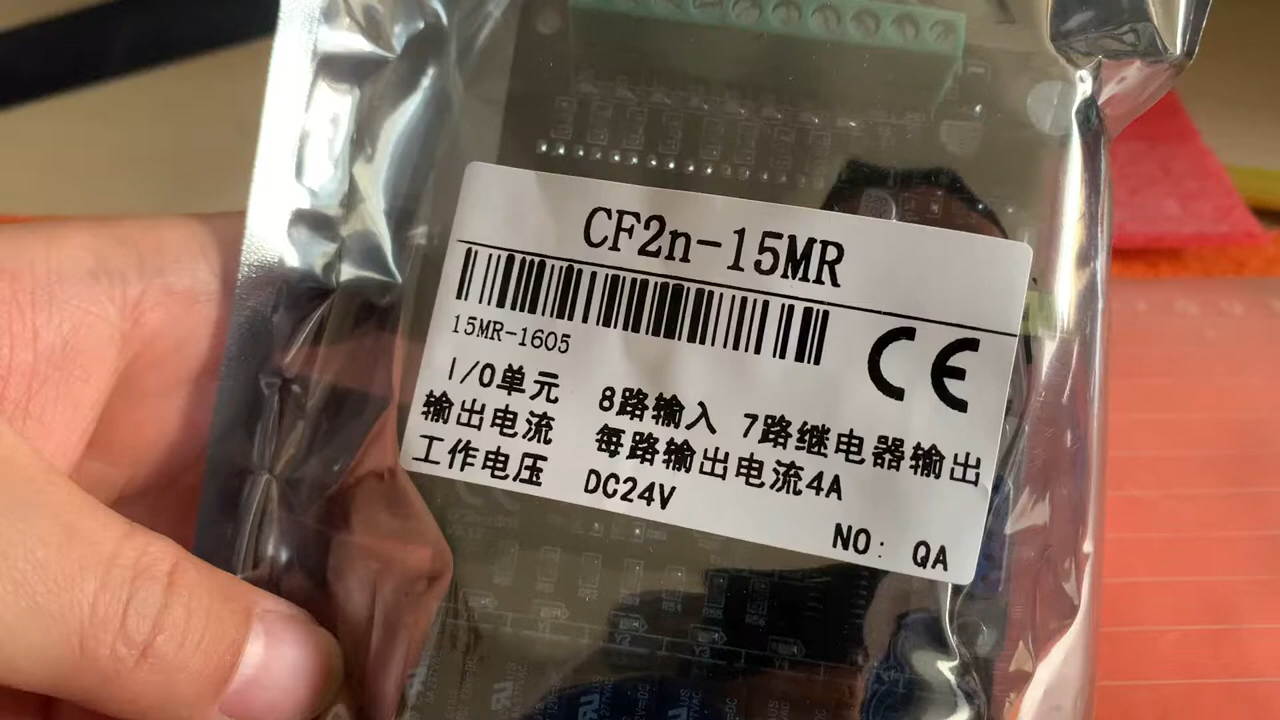 CF2n-15MR
15MR-1605
CE
I/O单元 8路输入 7路继电器输出
输出电流 每路输出电流4A
工作电压 DC24V
NO: QA
Y3